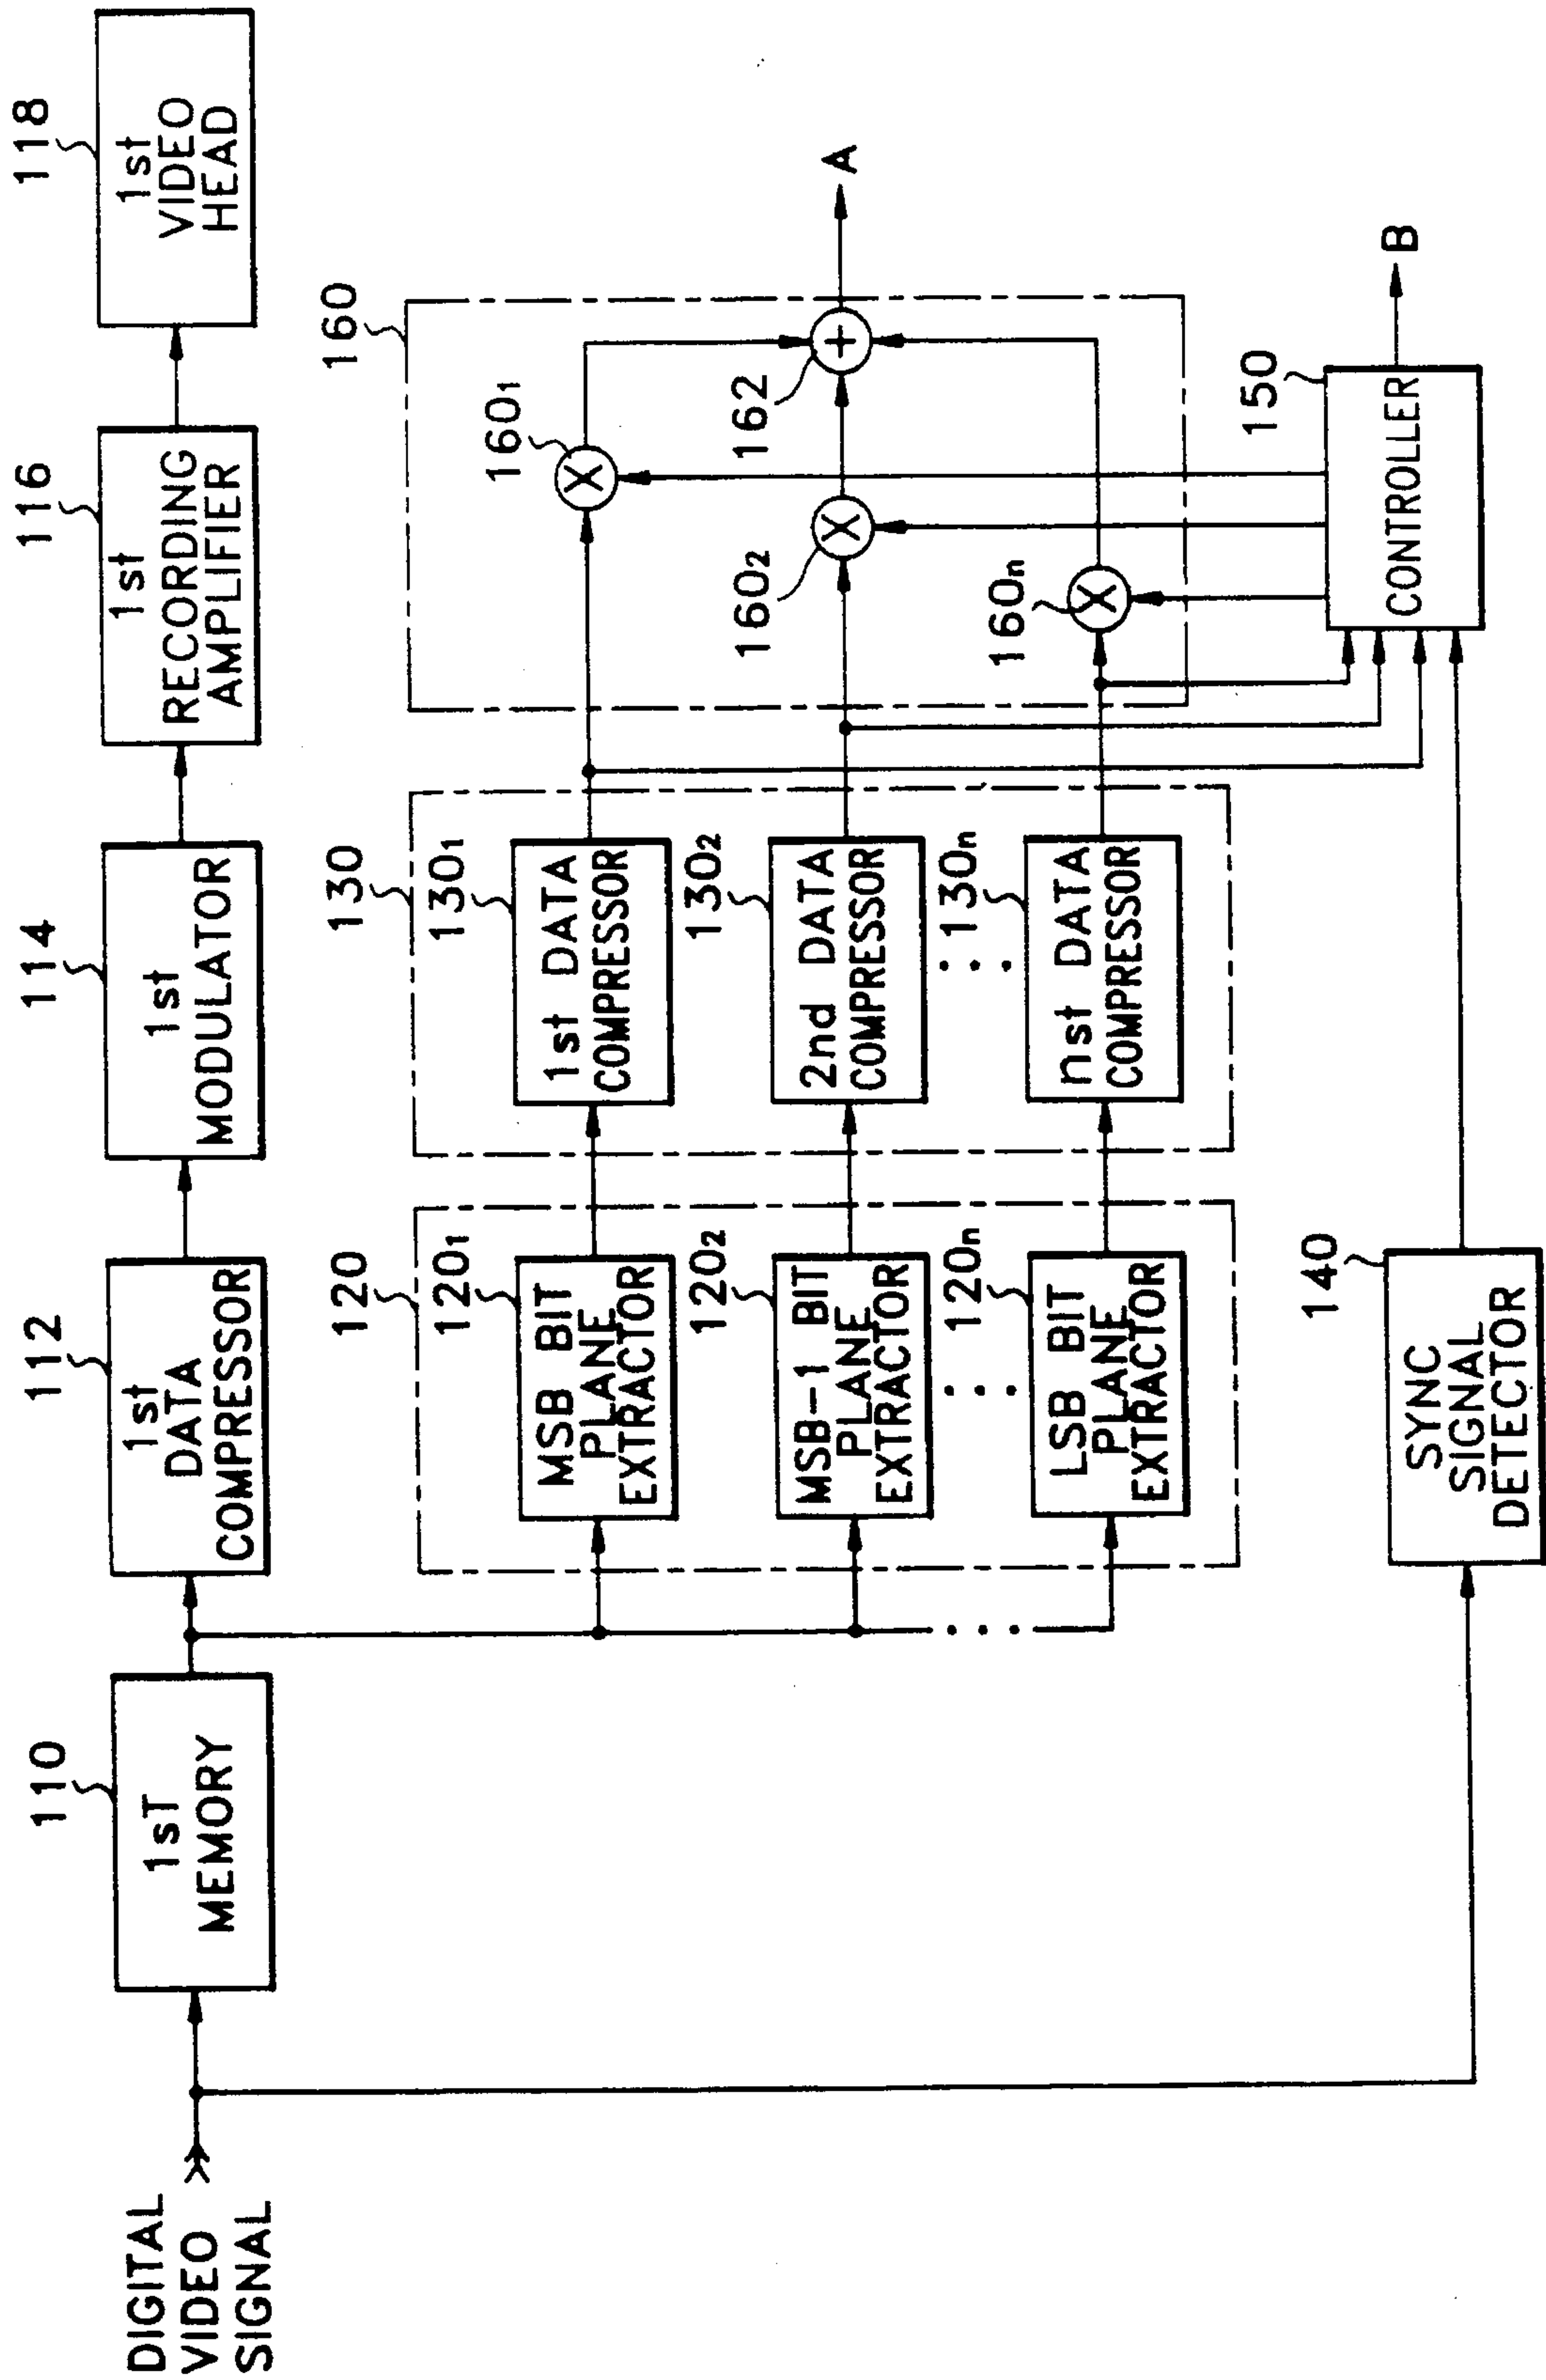 DIGITAL
VIDEO
SIGNAL
110
1sT
MEMORY
112
1st
DATA
COMPRESSOR
114
1st
MODULATOR
116
1st
RECORDING
AMPLIFIER
118
1st
VIDEO
HEAD
120
120₁
MSB BIT
PLANE
EXTRACTOR
120₂
MSB-1 BIT
PLANE
EXTRACTOR
120ₙ
LSB BIT
PLANE
EXTRACTOR
130
130₁
1st DATA
COMPRESSOR
130₂
2nd DATA
COMPRESSOR
130ₙ
nst DATA
COMPRESSOR
160
160₁
×
160₂
×
160ₙ
×
162
+
A
140
SYNC
SIGNAL
DETECTOR
150
CONTROLLER
B